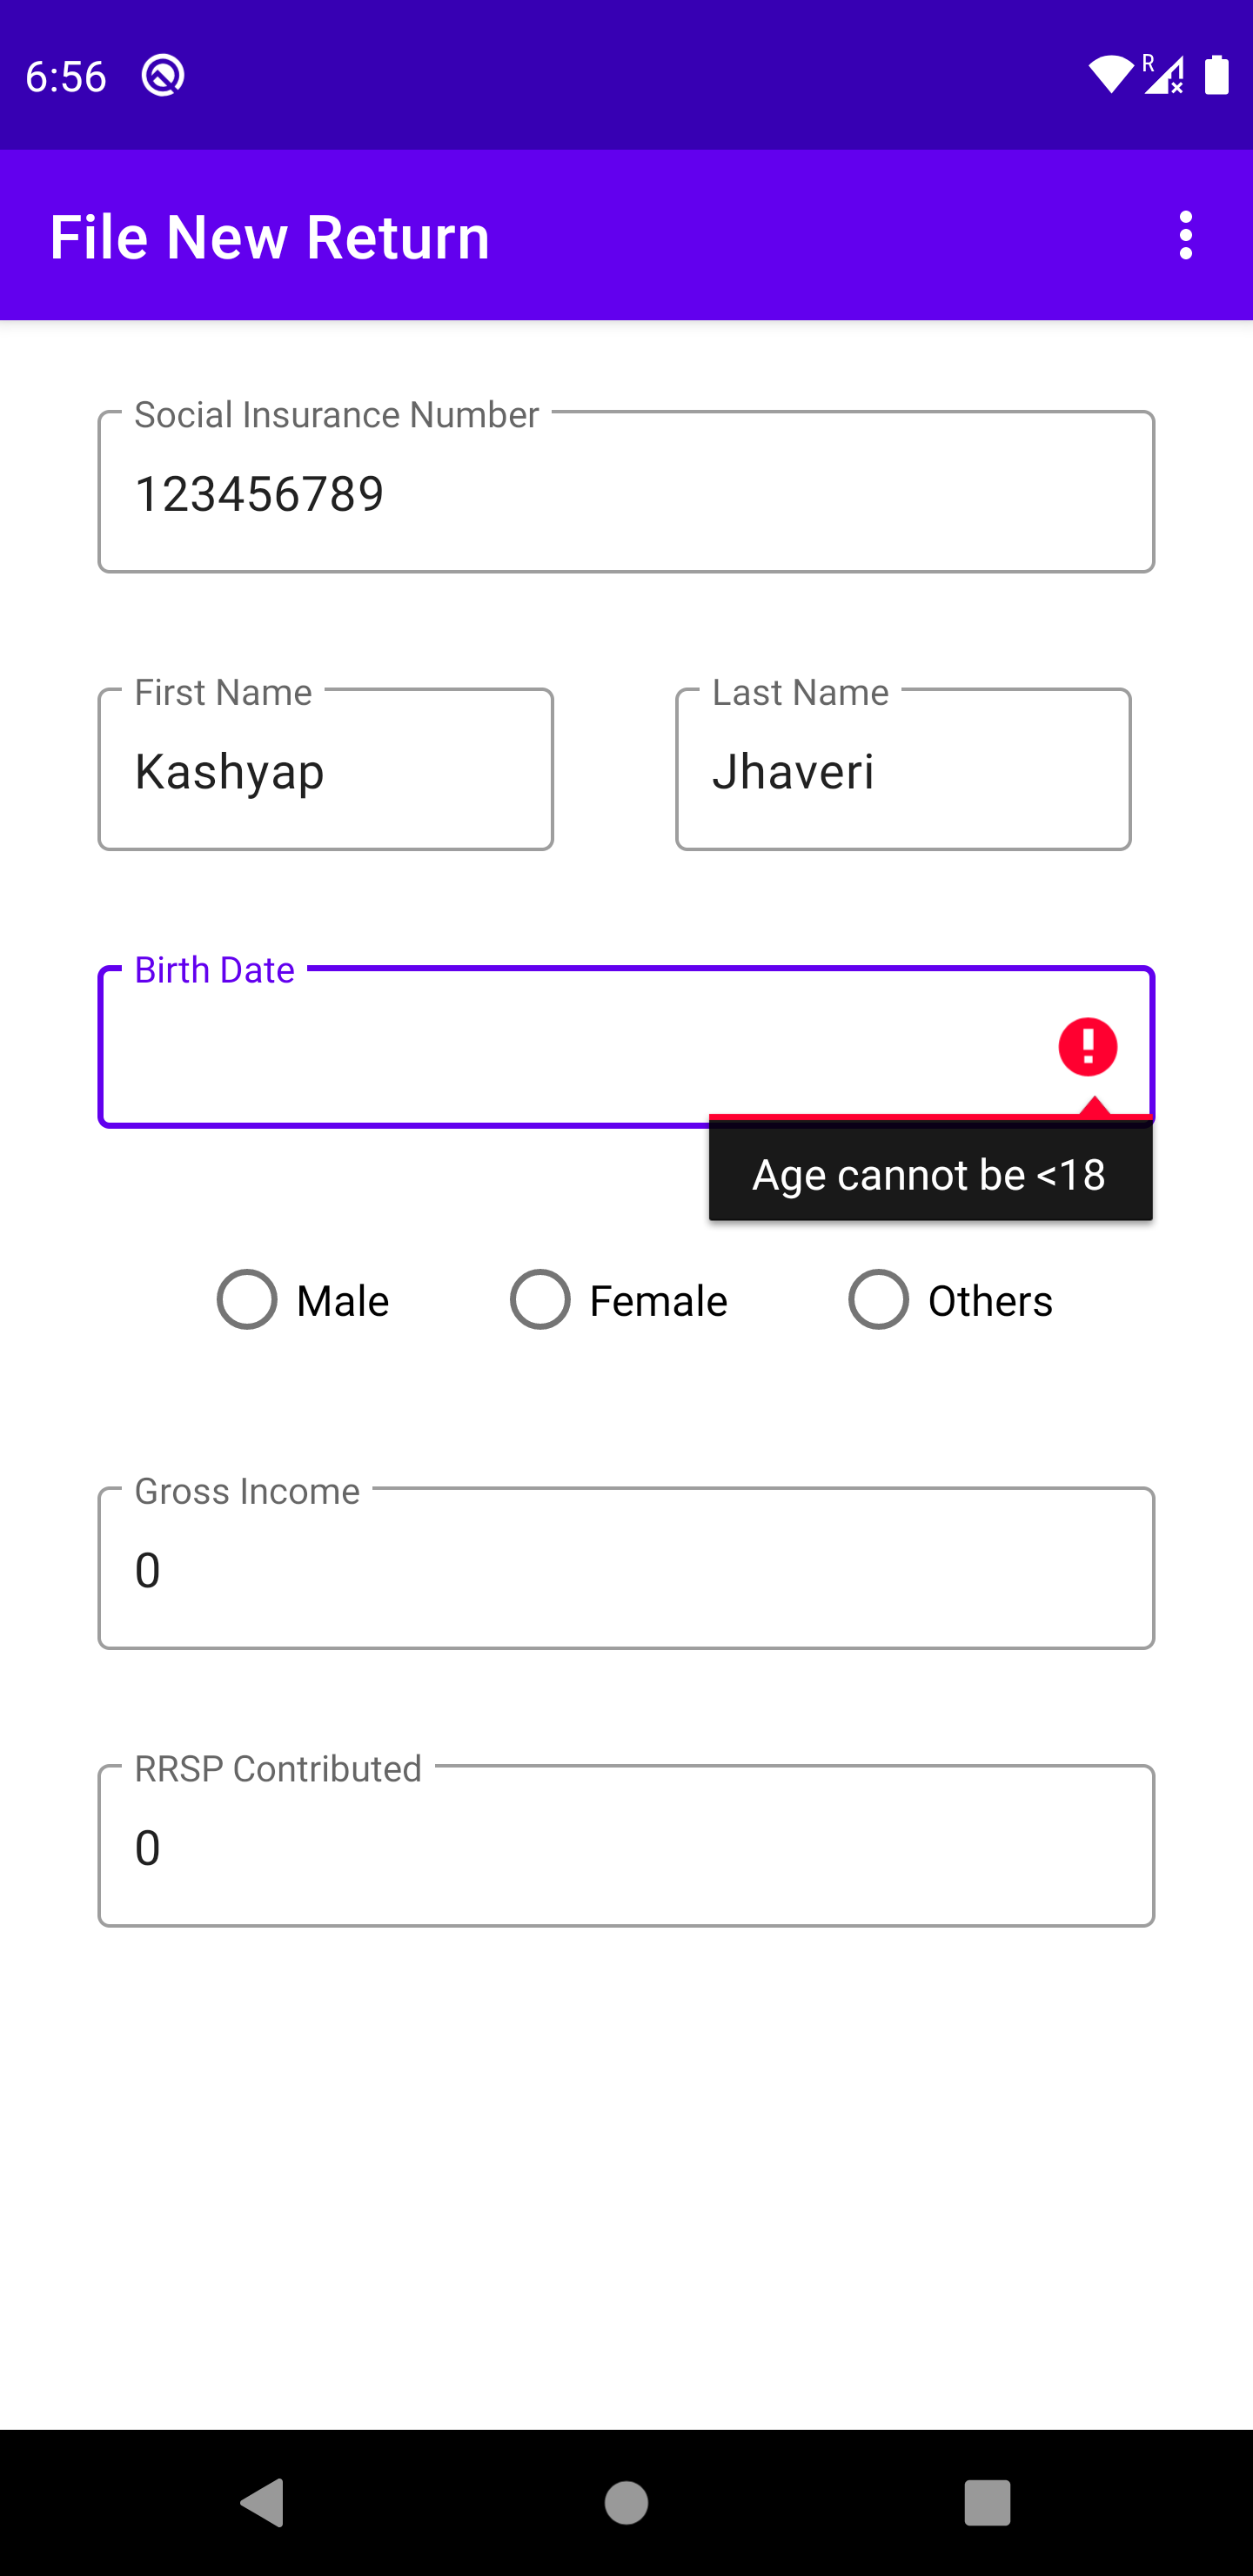 6:56
R
File New Return
Social Insurance Number
123456789
First Name
Last Name
Kashyap
Jhaveri
Birth Date
Age cannot be <18
Male
Female
Others
Gross Income
0
RRSP Contributed
0